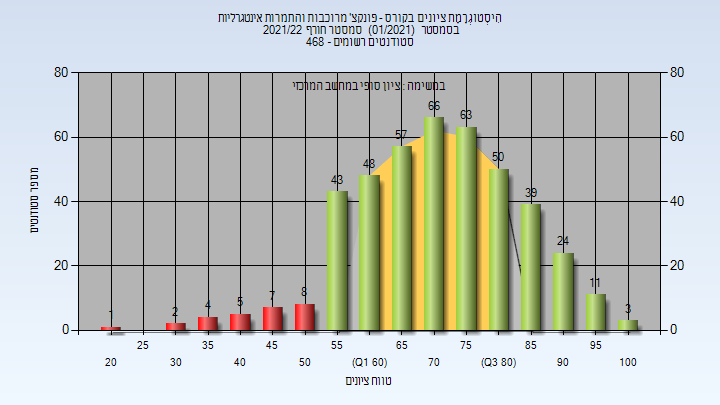 היסטוגרמת ציונים בקורס - פונקצ' מרוכבות והתמרות אינטגרליות
בסמסטר (01/2021) סמסטר חורף 2021/22
סטודנטים רשומים - 468
במשימה : ציון סופי במחשב המרכזי
80 80
60 60
40 40
20 20
0 0
1 2 4 5 7 8 43 48 57 66 63 50 39 24 11 3
מספר סטודנטים
25 35 45 55 65 75 85 95
20 30 40 50 (Q1 60) 70 (Q3 80) 90 100
טווח ציונים